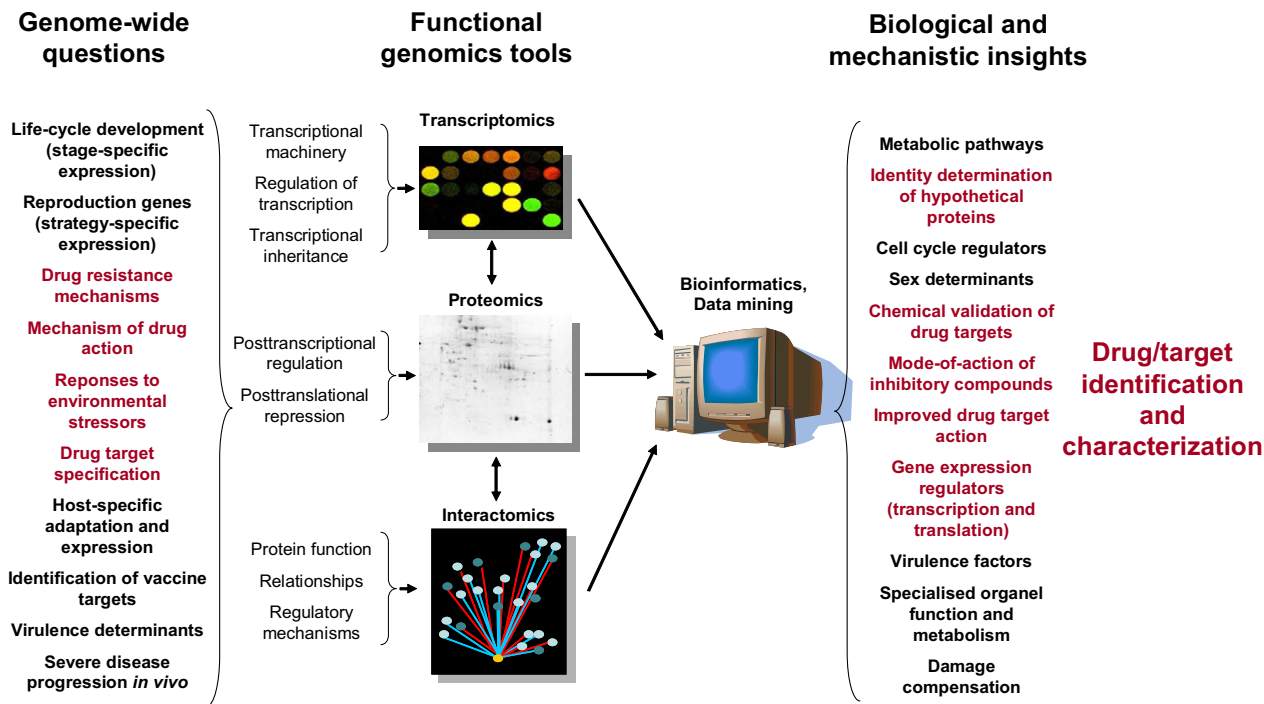 Genome-wide
questions
Functional
genomics tools
Biological and
mechanistic insights
Life-cycle development
(stage-specific
expression)
Reproduction genes
(strategy-specific
expression)
Drug resistance
mechanisms
Mechanism of drug
action
Reponses to
environmental
stressors
Drug target
specification
Host-specific
adaptation and
expression
Identification of vaccine
targets
Virulence determinants
Severe disease
progression in vivo
Transcriptional
machinery
Regulation of
transcription
Transcriptional
inheritance
Posttranscriptional
regulation
Posttranslational
repression
Protein function
Relationships
Regulatory
mechanisms
Transcriptomics
Proteomics
Interactomics
Bioinformatics,
Data mining
Metabolic pathways
Identity determination
of hypothetical
proteins
Cell cycle regulators
Sex determinants
Chemical validation of
drug targets
Mode-of-action of
inhibitory compounds
Improved drug target
action
Gene expression
regulators
(transcription and
translation)
Virulence factors
Specialised organel
function and
metabolism
Damage
compensation
Drug/target
identification
and
characterization